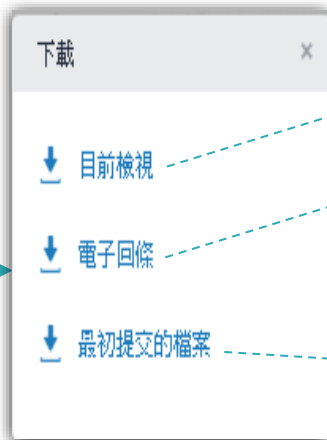 下載
目前檢視
電子回條
最初提交的檔案